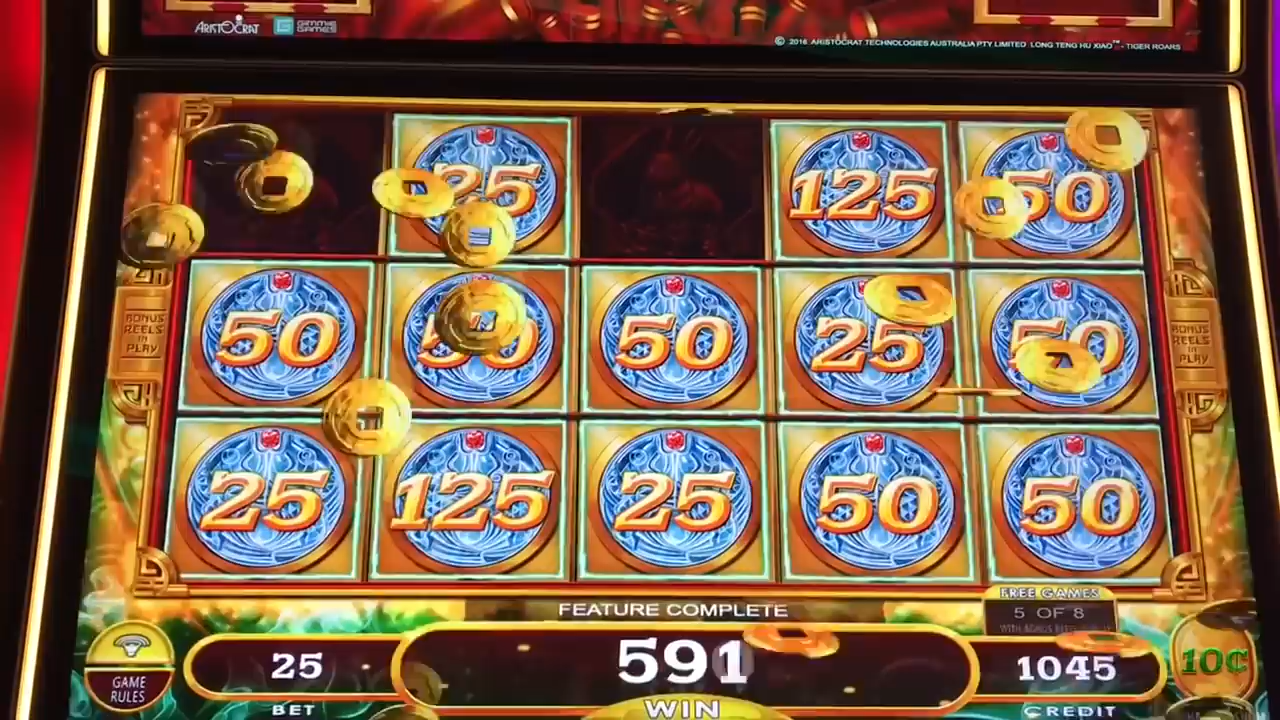 ARISTOCRAT GIMMIE GAMES
© 2016 ARISTOCRAT TECHNOLOGIES AUSTRALIA PTY LIMITED LONG TENG HU XIAO™ - TIGER ROARS
25 125 50
50 50 50 25 50
25 125 25 50 50
BONUS REELS IN PLAY
BONUS REELS IN PLAY
FREE GAMES
5 OF 8
FEATURE COMPLETE
GAME RULES
25
BET
591
WIN
1045
CREDIT
10¢